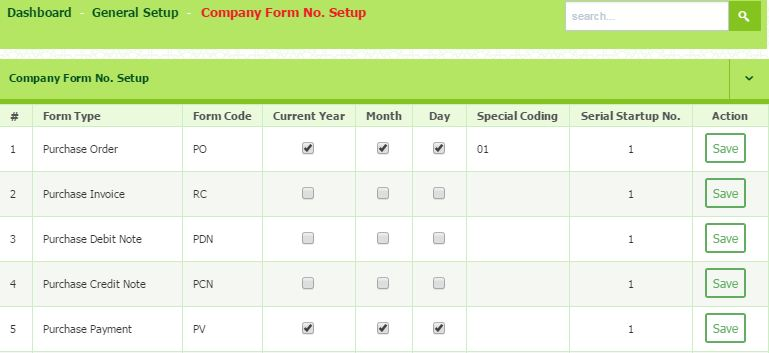 Dashboard - General Setup - Company Form No. Setup
search...
Company Form No. Setup
# Form Type Form Code Current Year Month Day Special Coding Serial Startup No. Action
1 Purchase Order PO 01 1 Save
2 Purchase Invoice RC 1 Save
3 Purchase Debit Note PDN 1 Save
4 Purchase Credit Note PCN 1 Save
5 Purchase Payment PV 1 Save